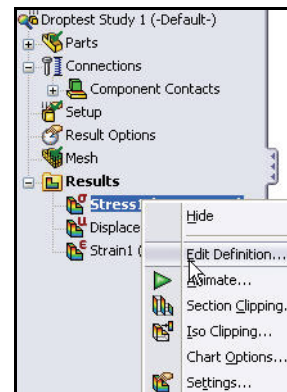 Droptest Study 1 (-Default-)
Parts
Connections
Component Contacts
Setup
Result Options
Mesh
Results
Stress1
Displace
Strain1 (
Hide
Edit Definition...
Animate...
Section Clipping.
Iso Clipping...
Chart Options...
Settings...